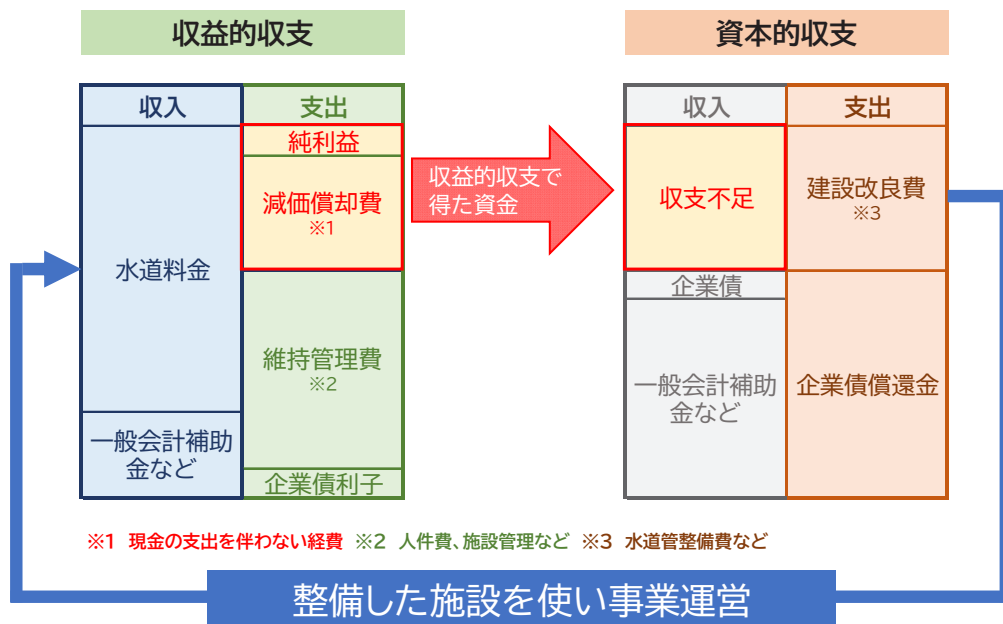 収益的収支
資本的収支
収入
支出
純利益
減価償却費
※1
水道料金
維持管理費
※2
一般会計補助
金など
企業債利子
収益的収支で
得た資金
収入
支出
収支不足
建設改良費
※3
企業債
一般会計補助
金など
企業債償還金
※1 現金の支出を伴わない経費 ※2 人件費、施設管理など ※3 水道管整備費など
整備した施設を使い事業運営